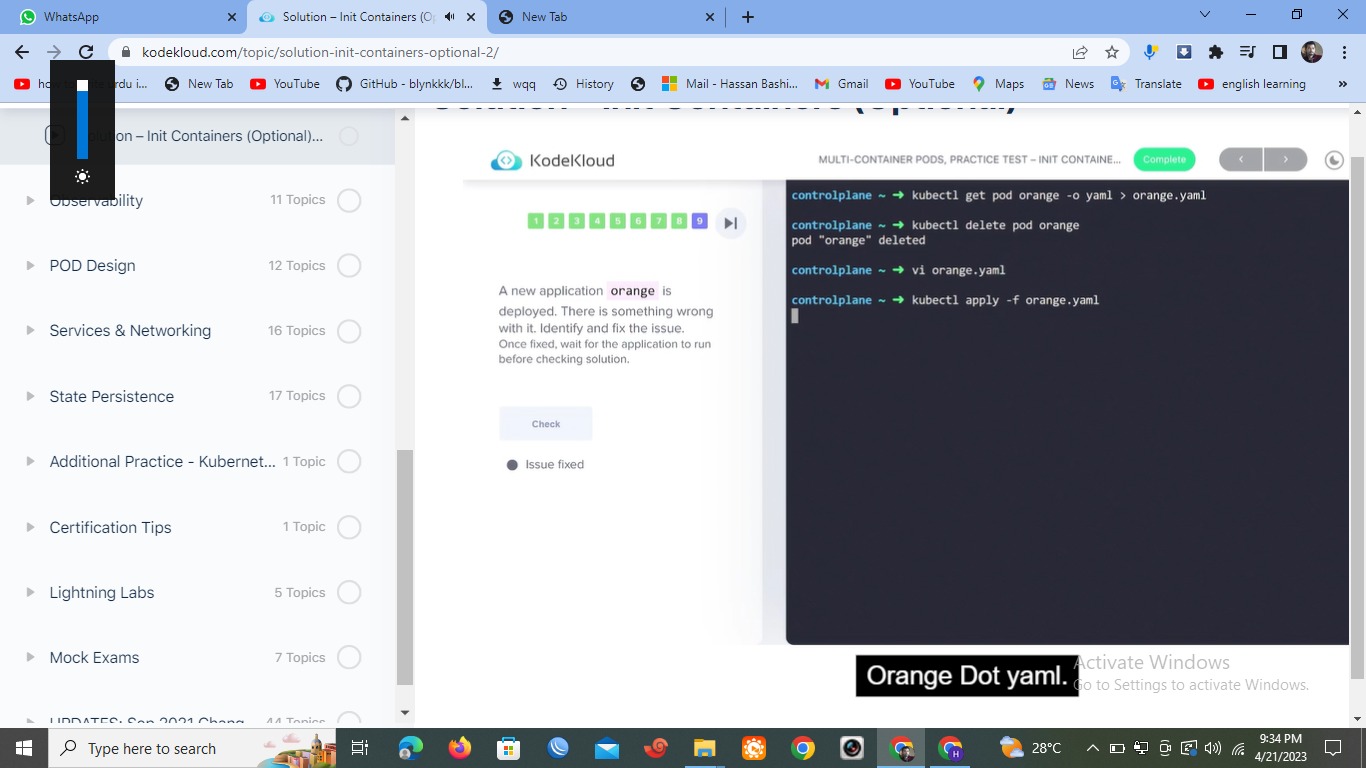 WhatsApp
Solution – Init Containers (O
New Tab
kodekloud.com/topic/solution-init-containers-optional-2/
New Tab
YouTube
GitHub - blynkkk/bl...
wqq
History
Mail - Hassan Bashi...
Gmail
YouTube
Maps
News
Translate
english learning
»
Solution – Init Containers (Optional)
olution – Init Containers (Optional)...
Observability
11 Topics
POD Design
12 Topics
Services & Networking
16 Topics
State Persistence
17 Topics
Additional Practice - Kubernet...
1 Topic
Certification Tips
1 Topic
Lightning Labs
5 Topics
Mock Exams
7 Topics
UPDATES: Sep 2021 Chang
44 Topics
KodeKloud
MULTI-CONTAINER PODS, PRACTICE TEST – INIT CONTAINE...
Complete
1 2 3 4 5 6 7 8 9
A new application orange is
deployed. There is something wrong
with it. Identify and fix the issue.
Once fixed, wait for the application to run
before checking solution.
Check
Issue fixed
controlplane ~ ➜ kubectl get pod orange -o yaml > orange.yaml
controlplane ~ ➜ kubectl delete pod orange
pod "orange" deleted
controlplane ~ ➜ vi orange.yaml
controlplane ~ ➜ kubectl apply -f orange.yaml
Orange Dot yaml.
Activate Windows
Go to Settings to activate Windows.
Type here to search
28°C
9:34 PM
4/21/2023